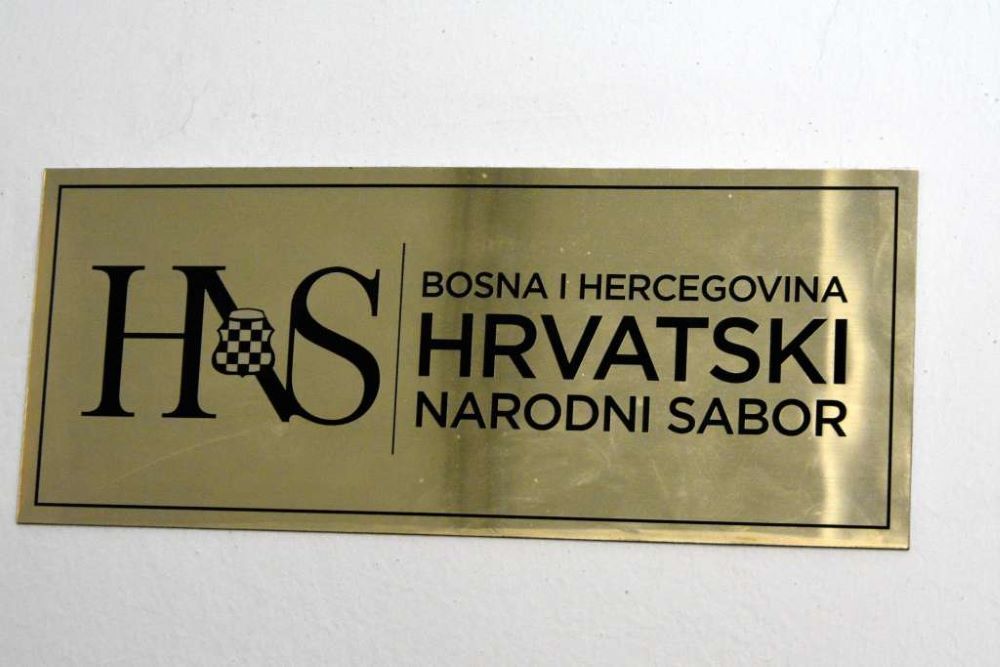 HNS
BOSNA I HERCEGOVINA
HRVATSKI
NARODNI SABOR